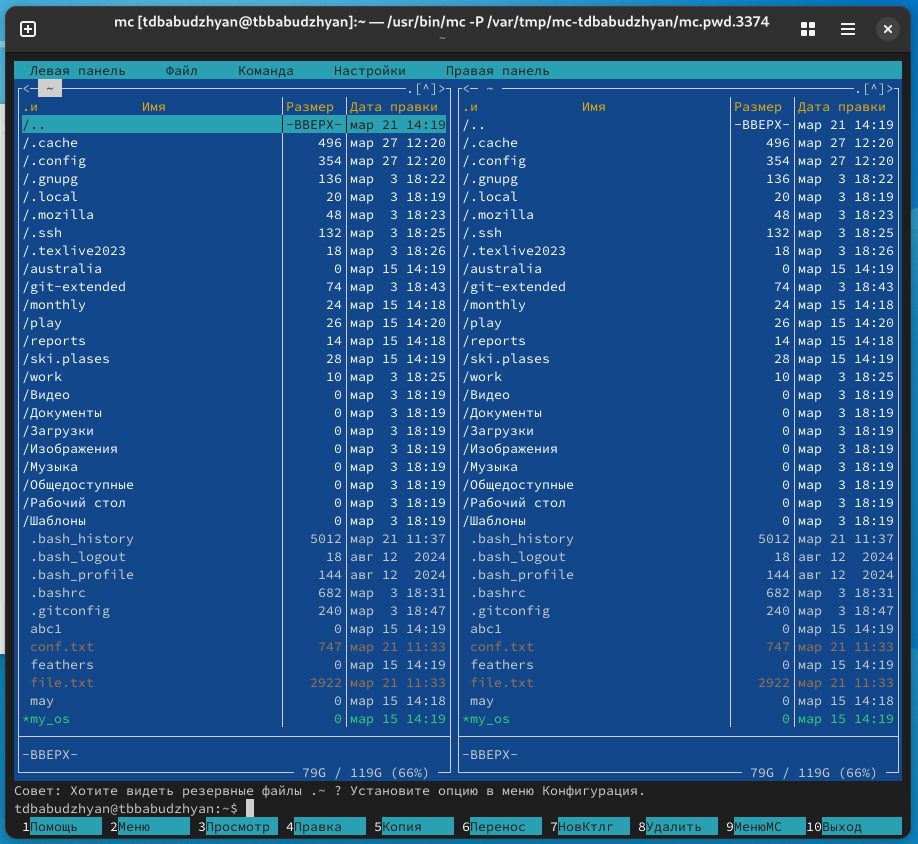 mc [tdbabudzhyan@tbbabudzhyan]:~ — /usr/bin/mc -P /var/tmp/mc-tdbabudzhyan/mc.pwd.3374
~
Левая панель Файл Команда Настройки Правая панель
<─ ~ .[^]> <─ ~ .[^]>
.и Имя Размер Дата правки .и Имя Размер Дата правки
/.. -ВВЕРХ- мар 21 14:19 /.. -ВВЕРХ- мар 21 14:19
/.cache 496 мар 27 12:20 /.cache 496 мар 27 12:20
/.config 354 мар 27 12:20 /.config 354 мар 27 12:20
/.gnupg 136 мар 3 18:22 /.gnupg 136 мар 3 18:22
/.local 20 мар 3 18:19 /.local 20 мар 3 18:19
/.mozilla 48 мар 3 18:23 /.mozilla 48 мар 3 18:23
/.ssh 132 мар 3 18:25 /.ssh 132 мар 3 18:25
/.texlive2023 18 мар 3 18:26 /.texlive2023 18 мар 3 18:26
/australia 0 мар 15 14:19 /australia 0 мар 15 14:19
/git-extended 74 мар 3 18:43 /git-extended 74 мар 3 18:43
/monthly 24 мар 15 14:18 /monthly 24 мар 15 14:18
/play 26 мар 15 14:20 /play 26 мар 15 14:20
/reports 14 мар 15 14:18 /reports 14 мар 15 14:18
/ski.plases 28 мар 15 14:19 /ski.plases 28 мар 15 14:19
/work 10 мар 3 18:25 /work 10 мар 3 18:25
/Видео 0 мар 3 18:19 /Видео 0 мар 3 18:19
/Документы 0 мар 3 18:19 /Документы 0 мар 3 18:19
/Загрузки 0 мар 3 18:19 /Загрузки 0 мар 3 18:19
/Изображения 0 мар 3 18:19 /Изображения 0 мар 3 18:19
/Музыка 0 мар 3 18:19 /Музыка 0 мар 3 18:19
/Общедоступные 0 мар 3 18:19 /Общедоступные 0 мар 3 18:19
/Рабочий стол 0 мар 3 18:19 /Рабочий стол 0 мар 3 18:19
/Шаблоны 0 мар 3 18:19 /Шаблоны 0 мар 3 18:19
.bash_history 5012 мар 21 11:37 .bash_history 5012 мар 21 11:37
.bash_logout 18 авг 12 2024 .bash_logout 18 авг 12 2024
.bash_profile 144 авг 12 2024 .bash_profile 144 авг 12 2024
.bashrc 682 мар 3 18:31 .bashrc 682 мар 3 18:31
.gitconfig 240 мар 3 18:47 .gitconfig 240 мар 3 18:47
abc1 0 мар 15 14:19 abc1 0 мар 15 14:19
conf.txt 747 мар 21 11:33 conf.txt 747 мар 21 11:33
feathers 0 мар 15 14:19 feathers 0 мар 15 14:19
file.txt 2922 мар 21 11:33 file.txt 2922 мар 21 11:33
may 0 мар 15 14:18 may 0 мар 15 14:18
*my_os 0 мар 15 14:19 *my_os 0 мар 15 14:19
-ВВЕРХ- -ВВЕРХ-
79G / 119G (66%) 79G / 119G (66%)
Совет: Хотите видеть резервные файлы .~ ? Установите опцию в меню Конфигурация.
tdbabudzhyan@tbbabudzhyan:~$
1Помощь 2Меню 3Просмотр 4Правка 5Копия 6Перенос 7НовКтлг 8Удалить 9МенюMC 10Выход